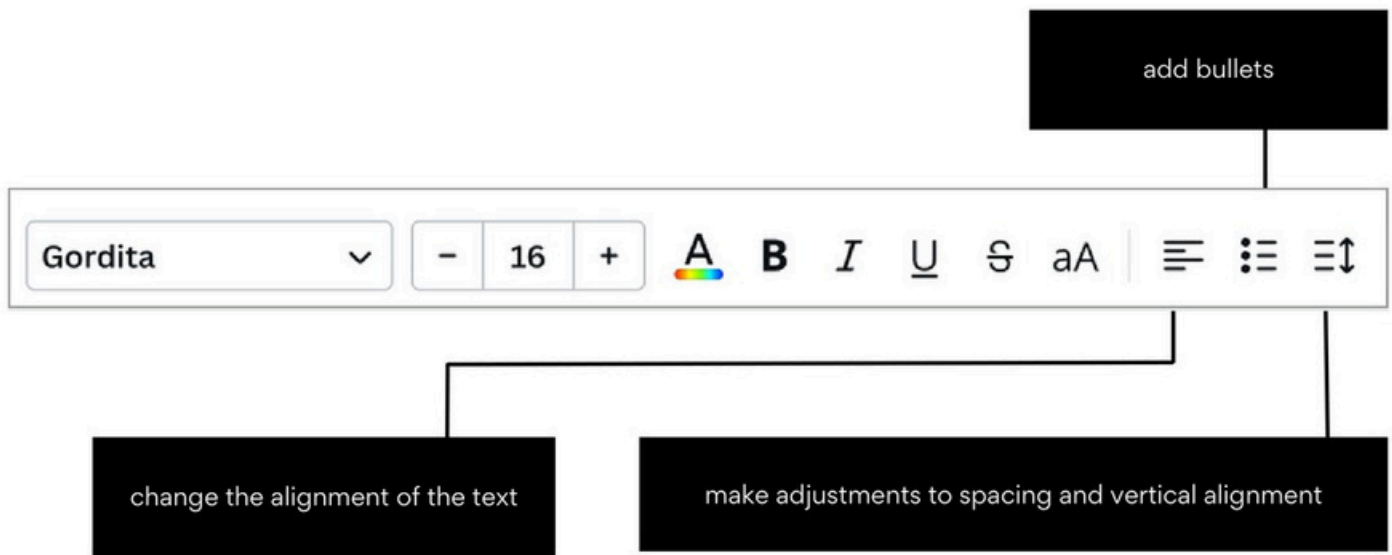 add bullets
Gordita − 16 + A B I U S aA
change the alignment of the text
make adjustments to spacing and vertical alignment